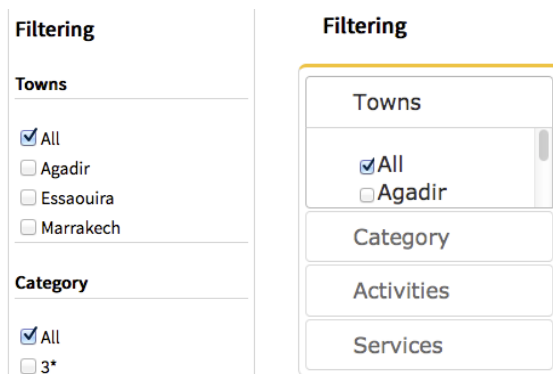 Filtering
Towns
All
Agadir
Essaouira
Marrakech
Category
All
3*
Filtering
Towns
All
Agadir
Category
Activities
Services